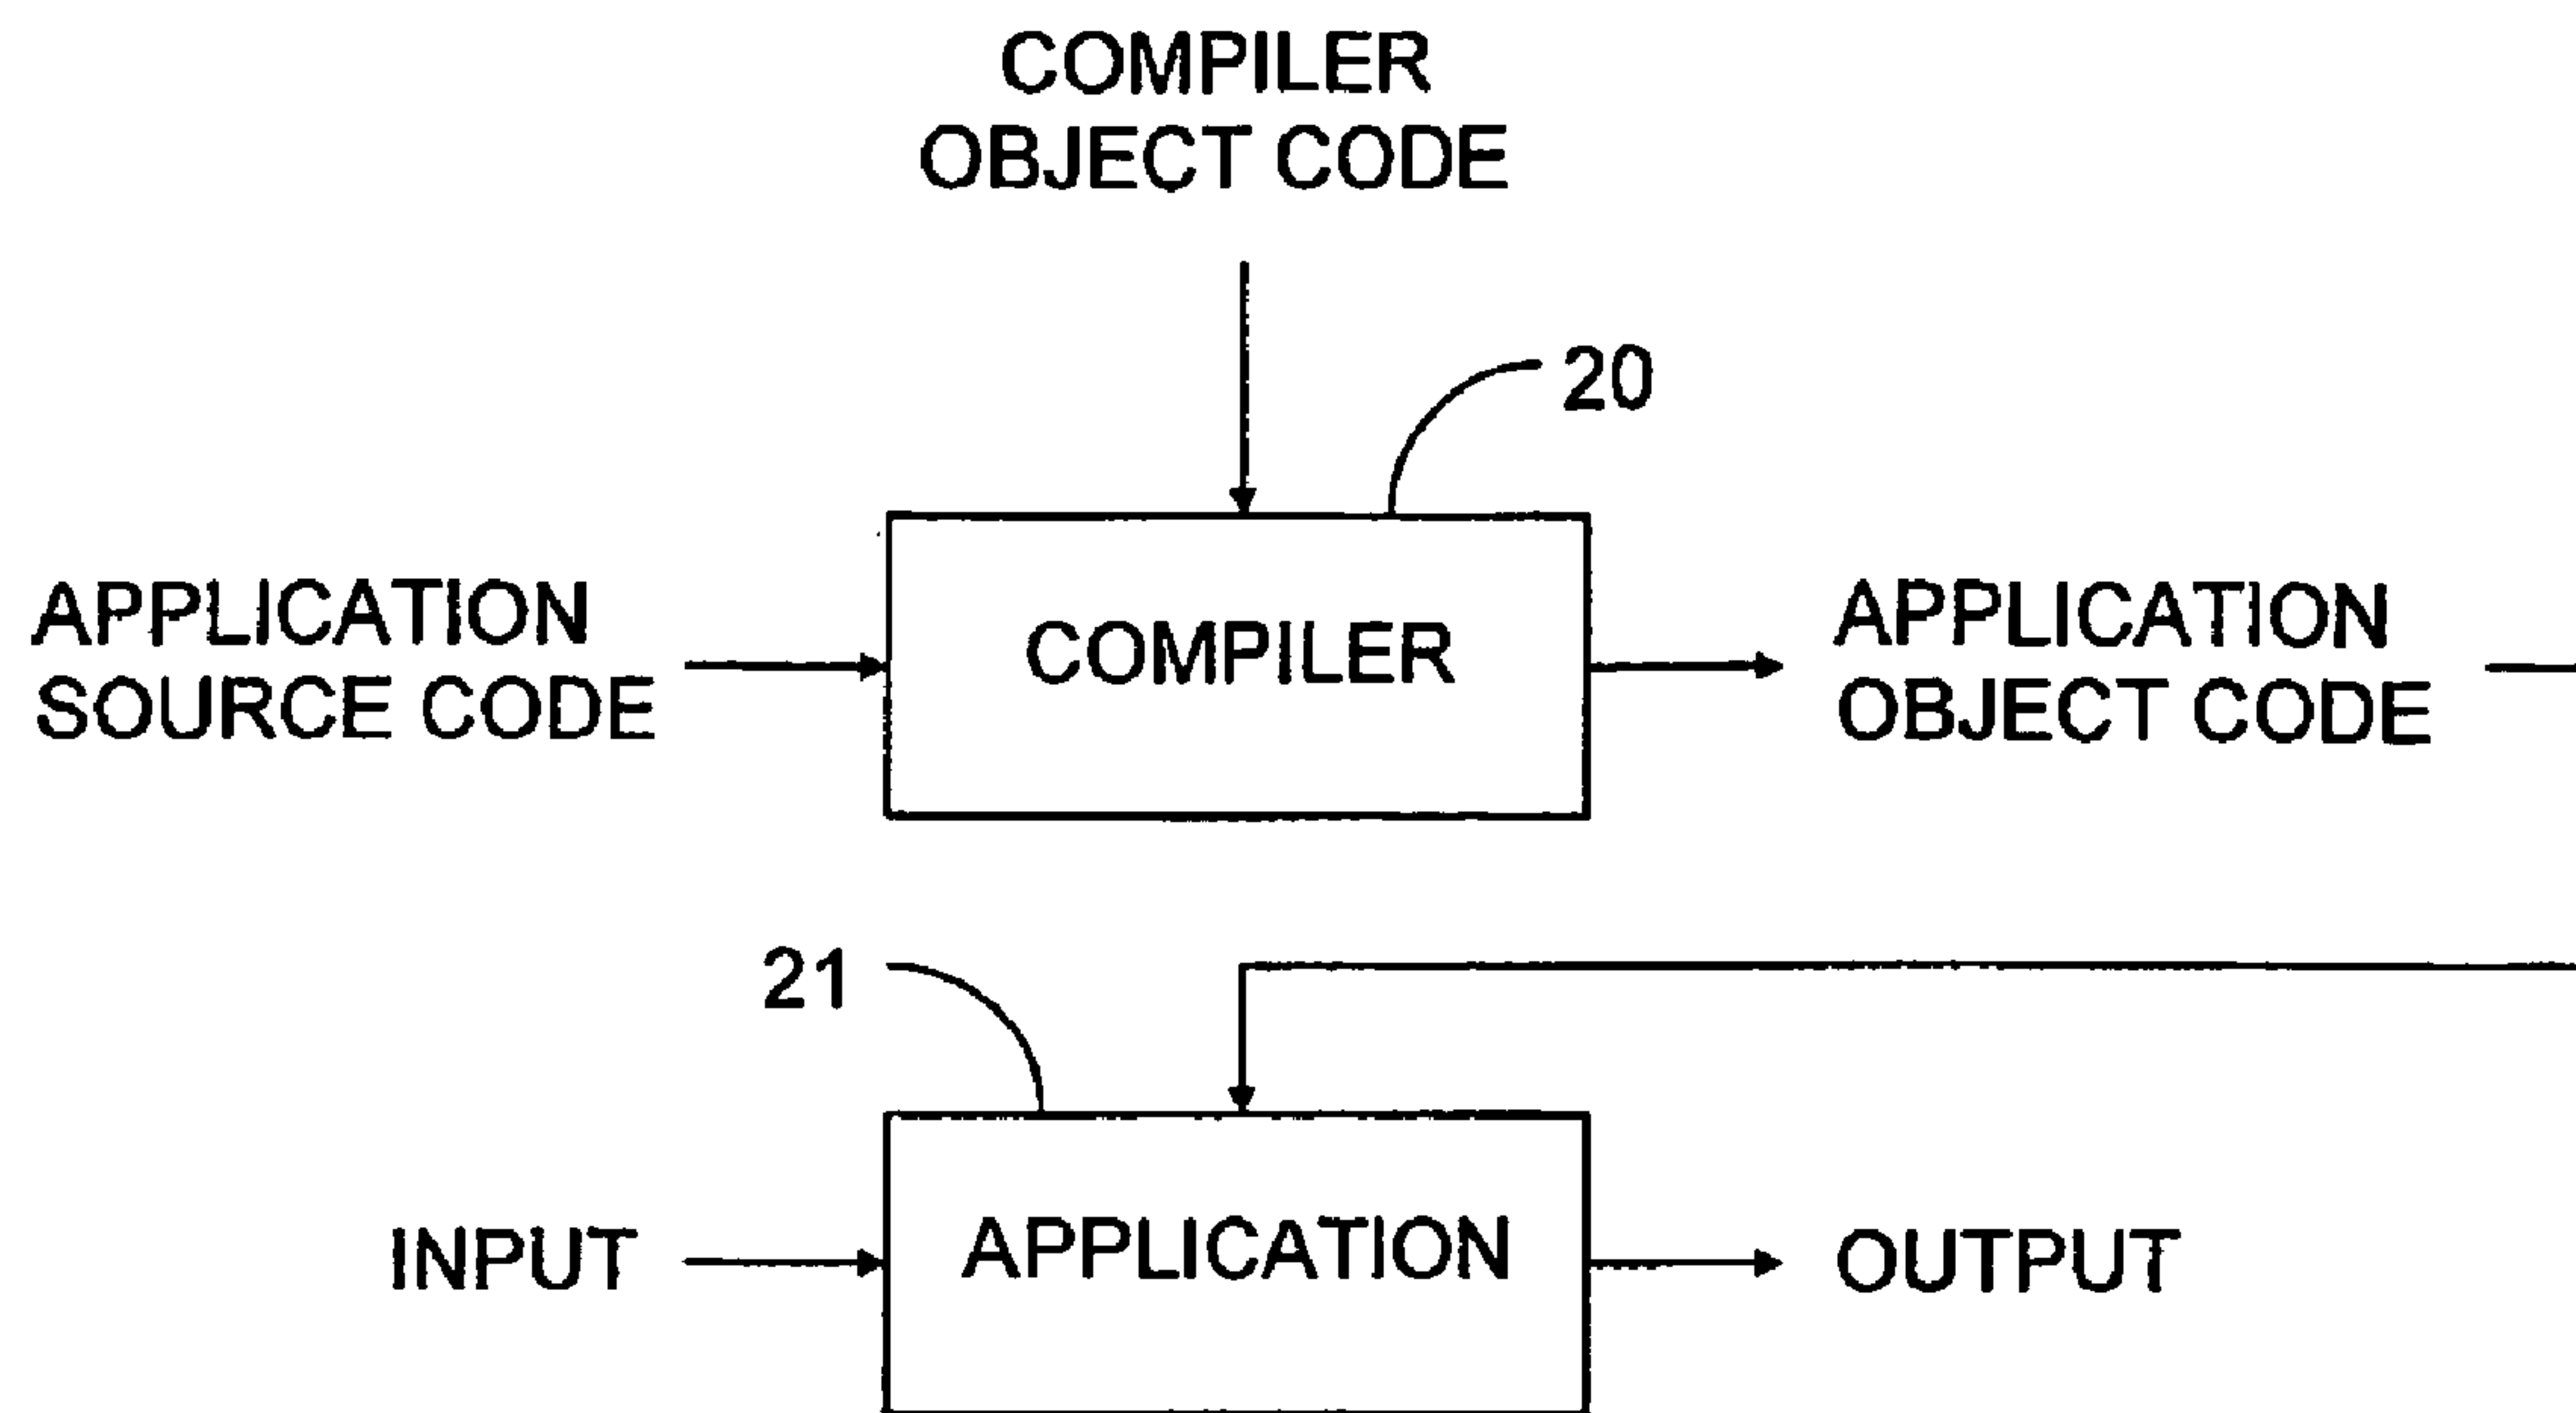 COMPILER
OBJECT CODE
20
APPLICATION
SOURCE CODE
COMPILER
APPLICATION
OBJECT CODE
21
INPUT
APPLICATION
OUTPUT